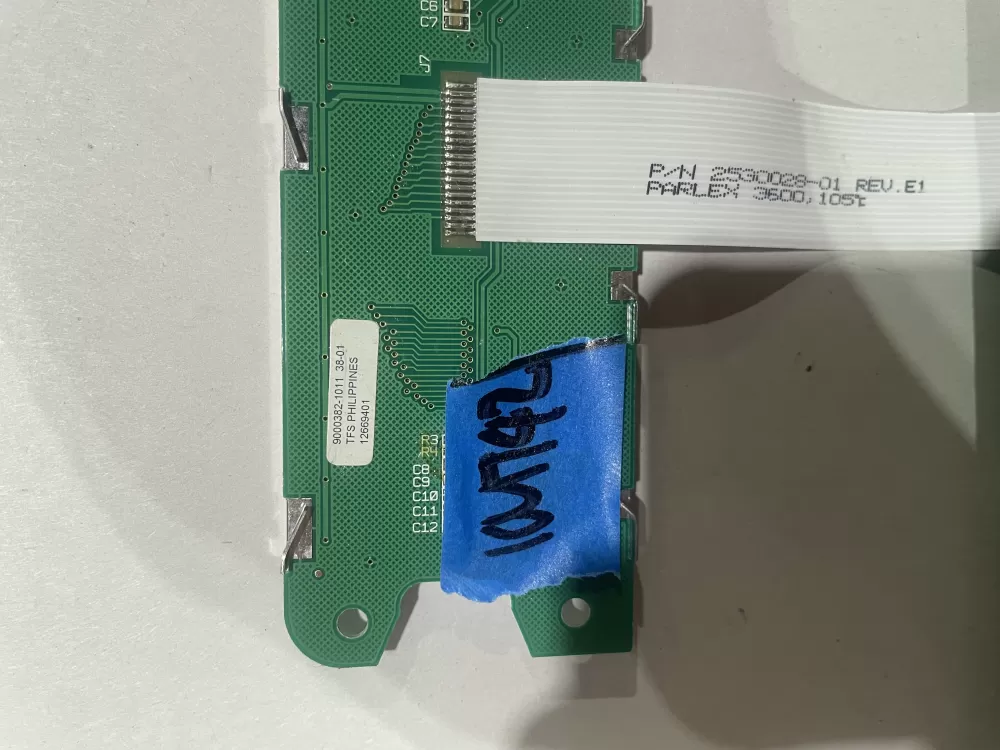 C6
C7
J7
P/N 2530028-01 REV.E1
PARLEX 3600,105℃
9000382-1011 38-01
TFS PHILIPPINES
12669401
R3
R4
C8
C9
C10
C11
C12